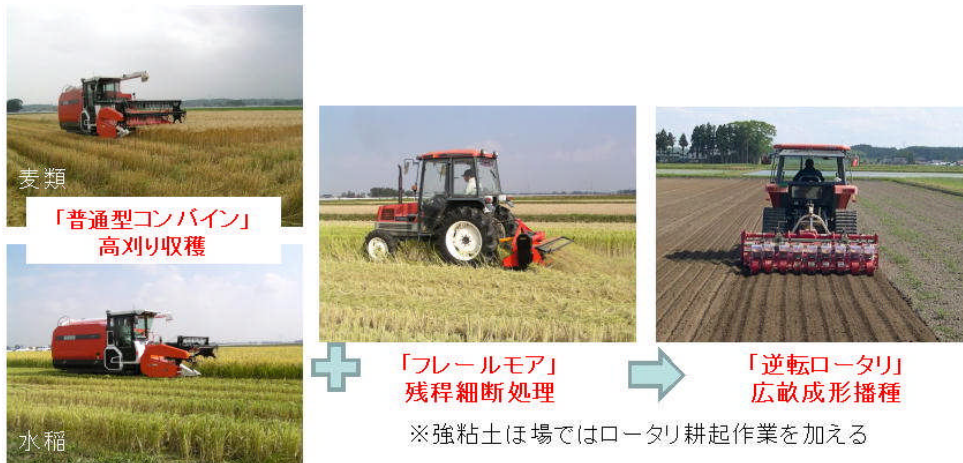 麦類
「普通型コンバイン」
高刈り収穫
水稲
「フレールモア」
残稈細断処理
「逆転ロータリ」
広畝成形播種
※強粘土ほ場ではロータリ耕起作業を加える